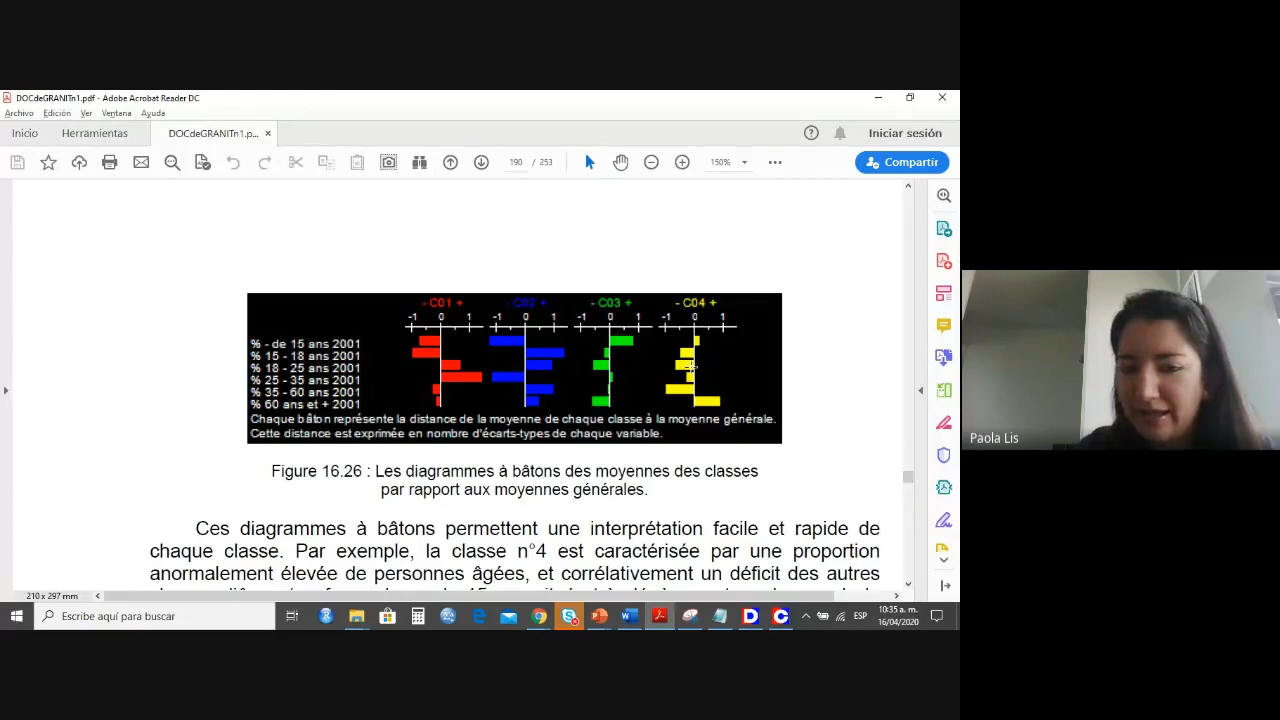 DOCdeGRANITn1.pdf - Adobe Acrobat Reader DC
Archivo Edición Ver Ventana Ayuda
Inicio Herramientas DOCdeGRANITn1.p... × Iniciar sesión
190 / 253 150% Compartir
- C01 + - C02 + - C03 + - C04 +
-1 0 1 -1 0 1 -1 0 1 -1 0 1
% - de 15 ans 2001
% 15 - 18 ans 2001
% 18 - 25 ans 2001
% 25 - 35 ans 2001
% 35 - 60 ans 2001
% 60 ans et + 2001
Chaque bâton représente la distance de la moyenne de chaque classe à la moyenne générale.
Cette distance est exprimée en nombre d'écarts-types de chaque variable.
Figure 16.26 : Les diagrammes à bâtons des moyennes des classes
par rapport aux moyennes générales.
Ces diagrammes à bâtons permettent une interprétation facile et rapide de
chaque classe. Par exemple, la classe n°4 est caractérisée par une proportion
anormalement élevée de personnes âgées, et corrélativement un déficit des autres
210 x 297 mm
Paola Lis
Escribe aquí para buscar
ESP
10:35 a. m.
16/04/2020